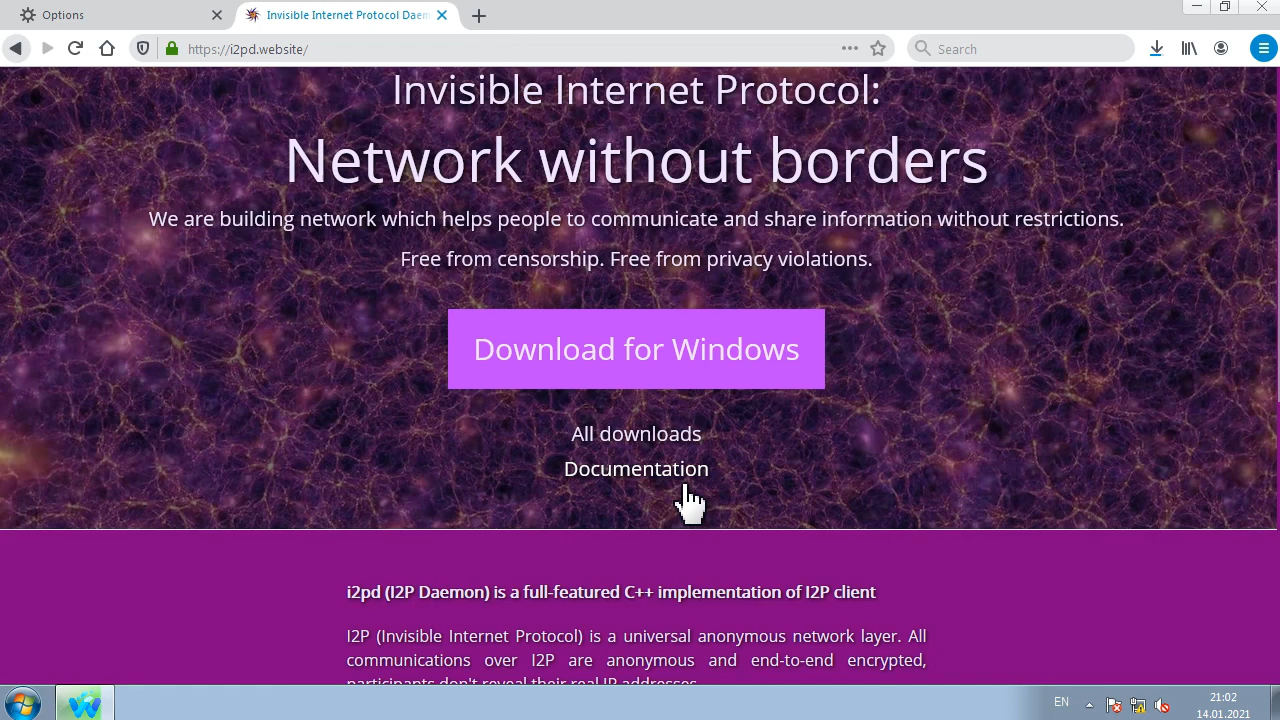 Options
Invisible Internet Protocol Daem
https://i2pd.website/
Search
Invisible Internet Protocol:
Network without borders
We are building network which helps people to communicate and share information without restrictions.
Free from censorship. Free from privacy violations.
Download for Windows
All downloads
Documentation
i2pd (I2P Daemon) is a full-featured C++ implementation of I2P client
I2P (Invisible Internet Protocol) is a universal anonymous network layer. All
communications over I2P are anonymous and end-to-end encrypted,
participants don't reveal their real IP addresses.
EN
21:02
14.01.2021